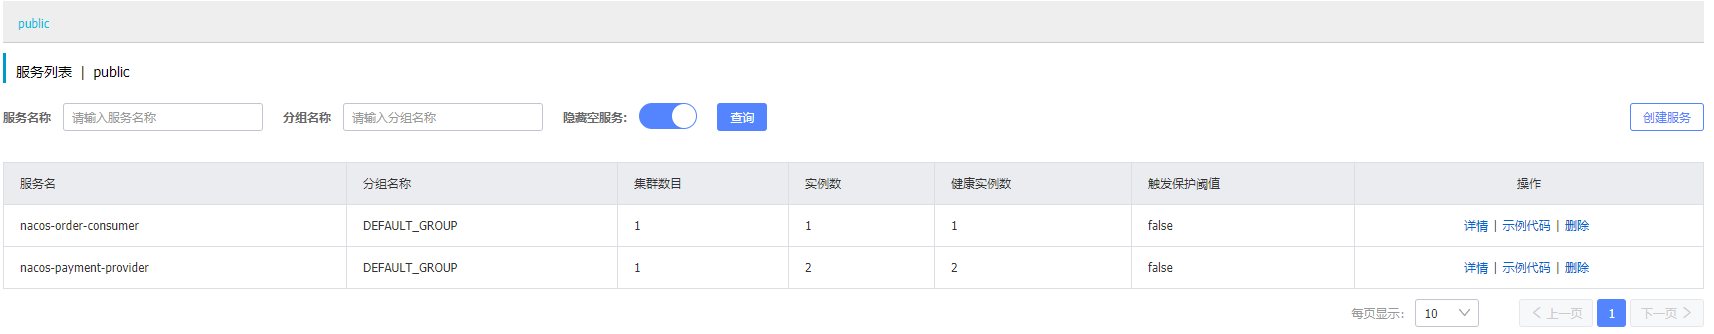 public
服务列表 | public
服务名称 请输入服务名称 分组名称 请输入分组名称 隐藏空服务: 查询 创建服务
服务名 分组名称 集群数目 实例数 健康实例数 触发保护阈值 操作
nacos-order-consumer DEFAULT_GROUP 1 1 1 false 详情 | 示例代码 | 删除
nacos-payment-provider DEFAULT_GROUP 1 2 2 false 详情 | 示例代码 | 删除
每页显示: 10 上一页 1 下一页